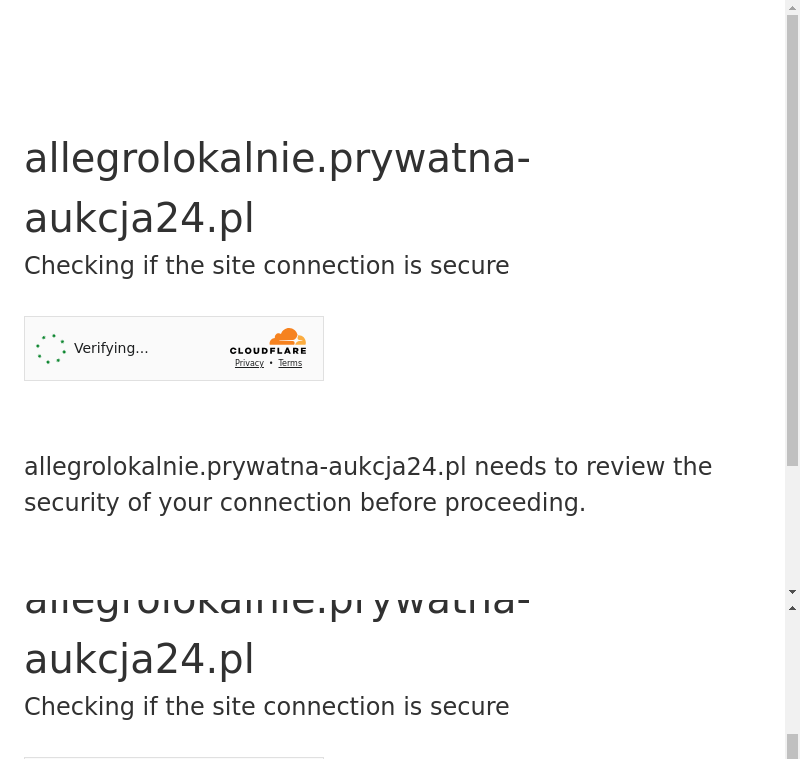 allegrolokalnie.prywatna-
aukcja24.pl
Checking if the site connection is secure
Verifying...
CLOUDFLARE
Privacy • Terms
allegrolokalnie.prywatna-aukcja24.pl needs to review the
security of your connection before proceeding.
allegrolokalnie.prywatna-
aukcja24.pl
Checking if the site connection is secure